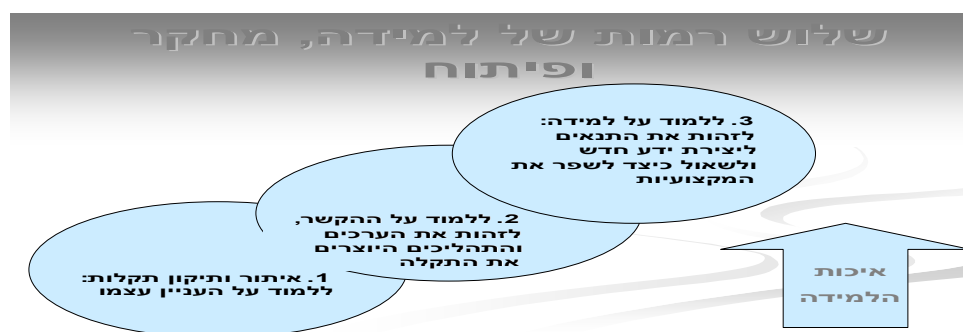 שלוש רמות של למידה, מחקר
ופיתוח
3. ללמוד על למידה:
לזהות את התנאים
ליצירת ידע חדש
ולשאול כיצד לשפר את
המקצועיות
2. ללמוד על ההקשר,
לזהות את הערכים
והתהליכים היוצרים
את התקלה
1. איתור ותיקון תקלות:
ללמוד על העניין עצמו
איכות
הלמידה